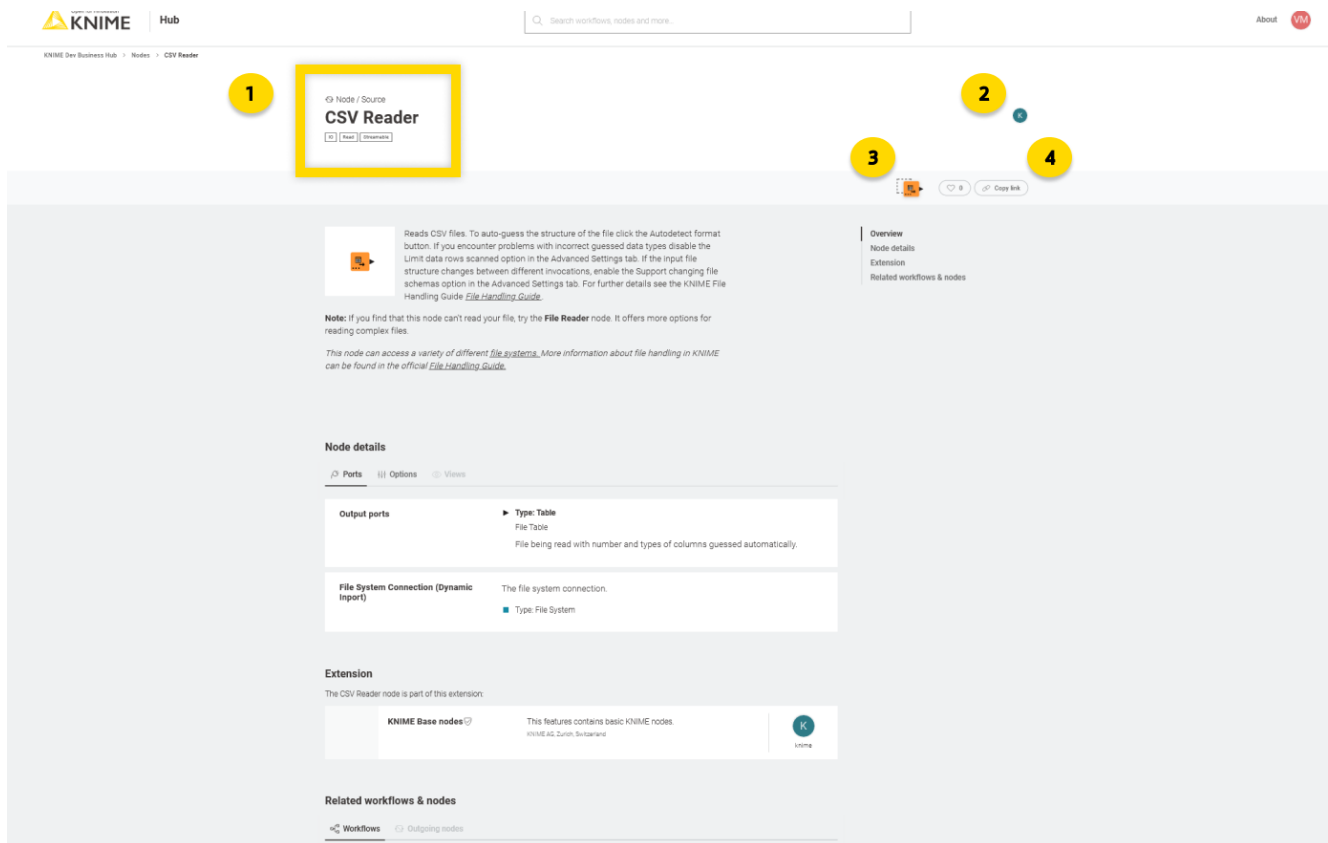 KNIME
Hub
Search workflows, nodes and more...
About
VM
KNIME Dev Business Hub > Nodes > CSV Reader
1
Node / Source
CSV Reader
IO
Read
Streamable
2
K
3
4
0
Copy link
Reads CSV files. To auto-guess the structure of the file click the Autodetect format
button. If you encounter problems with incorrect guessed data types disable the
Limit data rows scanned option in the Advanced Settings tab. If the input file
structure changes between different invocations, enable the Support changing file
schemas option in the Advanced Settings tab. For further details see the KNIME File
Handling Guide File Handling Guide.
Overview
Node details
Extension
Related workflows & nodes
Note: If you find that this node can't read your file, try the File Reader node. It offers more options for
reading complex files.
This node can access a variety of different file systems. More information about file handling in KNIME
can be found in the official File Handling Guide.
Node details
Ports
Options
Views
Output ports
Type: Table
File Table
File being read with number and types of columns guessed automatically.
File System Connection (Dynamic
Inport)
The file system connection.
Type: File System
Extension
The CSV Reader node is part of this extension:
KNIME Base nodes
This features contains basic KNIME nodes.
KNIME AG, Zurich, Switzerland
K
knime
Related workflows & nodes
Workflows
Outgoing nodes